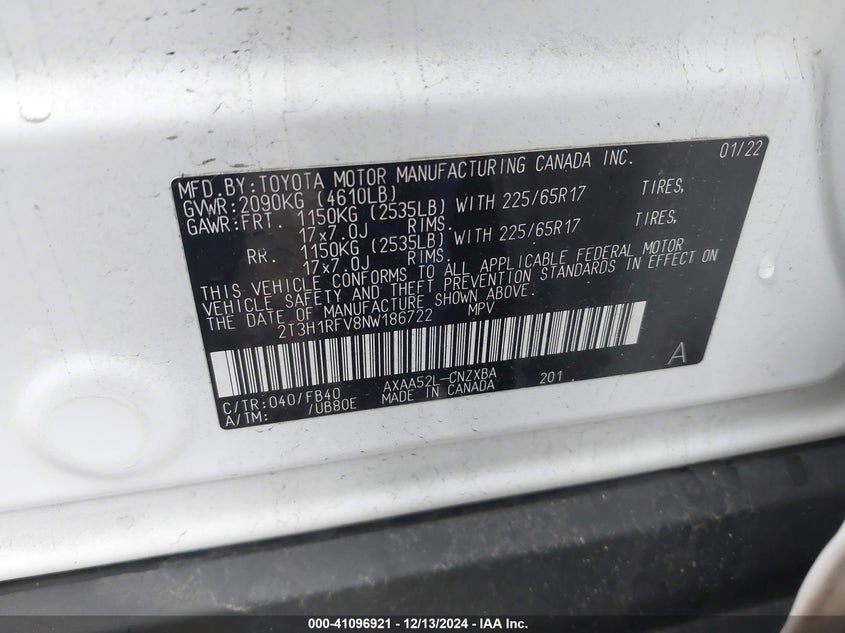 MFD.BY:TOYOTA MOTOR MANUFACTURING CANADA INC. 01/22
GVWR:2090KG (4610LB)
GAWR:FRT. 1150KG (2535LB) WITH 225/65R17 TIRES,
17x7.0J RIMS.
RR. 1150KG (2535LB) WITH 225/65R17 TIRES,
17x7.0J RIMS.
THIS VEHICLE CONFORMS TO ALL APPLICABLE FEDERAL MOTOR
VEHICLE SAFETY AND THEFT PREVENTION STANDARDS IN EFFECT ON
THE DATE OF MANUFACTURE SHOWN ABOVE.
2T3H1RFV8NW186722 MPV
A
C/TR:040/FB40 AXAA52L-CNZXBA 201
A/TM: /UB80E MADE IN CANADA
000-41096921 - 12/13/2024 - IAA Inc.